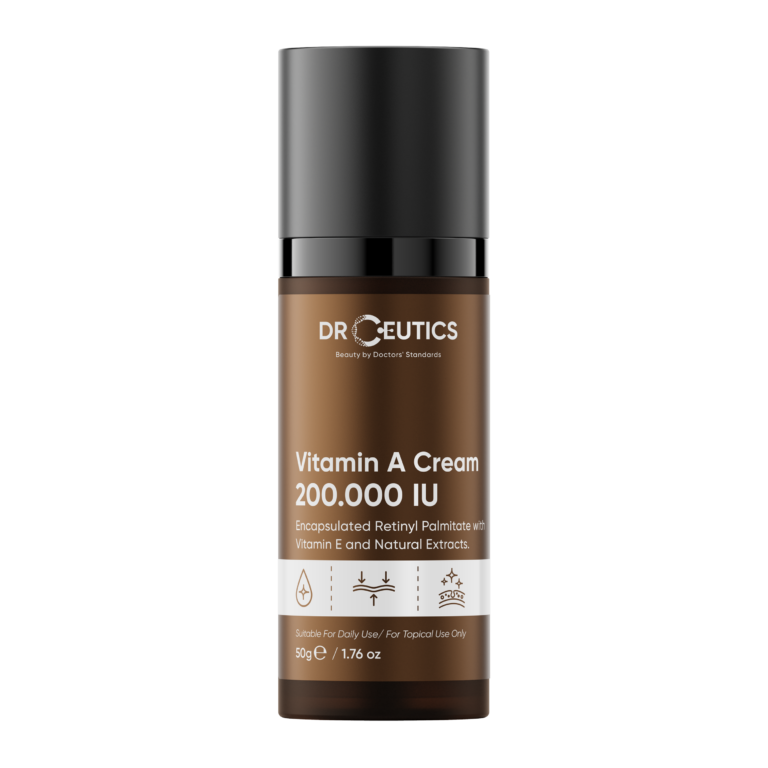 DR CEUTICS
Beauty by Doctors' Standards
Vitamin A Cream
200.000 IU
Encapsulated Retinyl Palmitate with
Vitamin E and Natural Extracts.
Suitable For Daily Use/ For Topical Use Only
50g ℮ / 1.76 oz